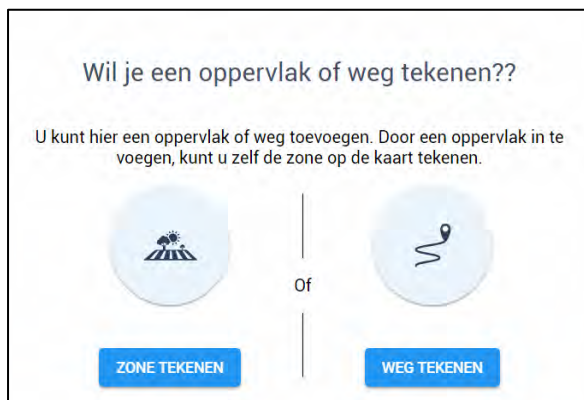 Wil je een oppervlak of weg tekenen??
U kunt hier een oppervlak of weg toevoegen. Door een oppervlak in te
voegen, kunt u zelf de zone op de kaart tekenen.
Of
ZONE TEKENEN
WEG TEKENEN